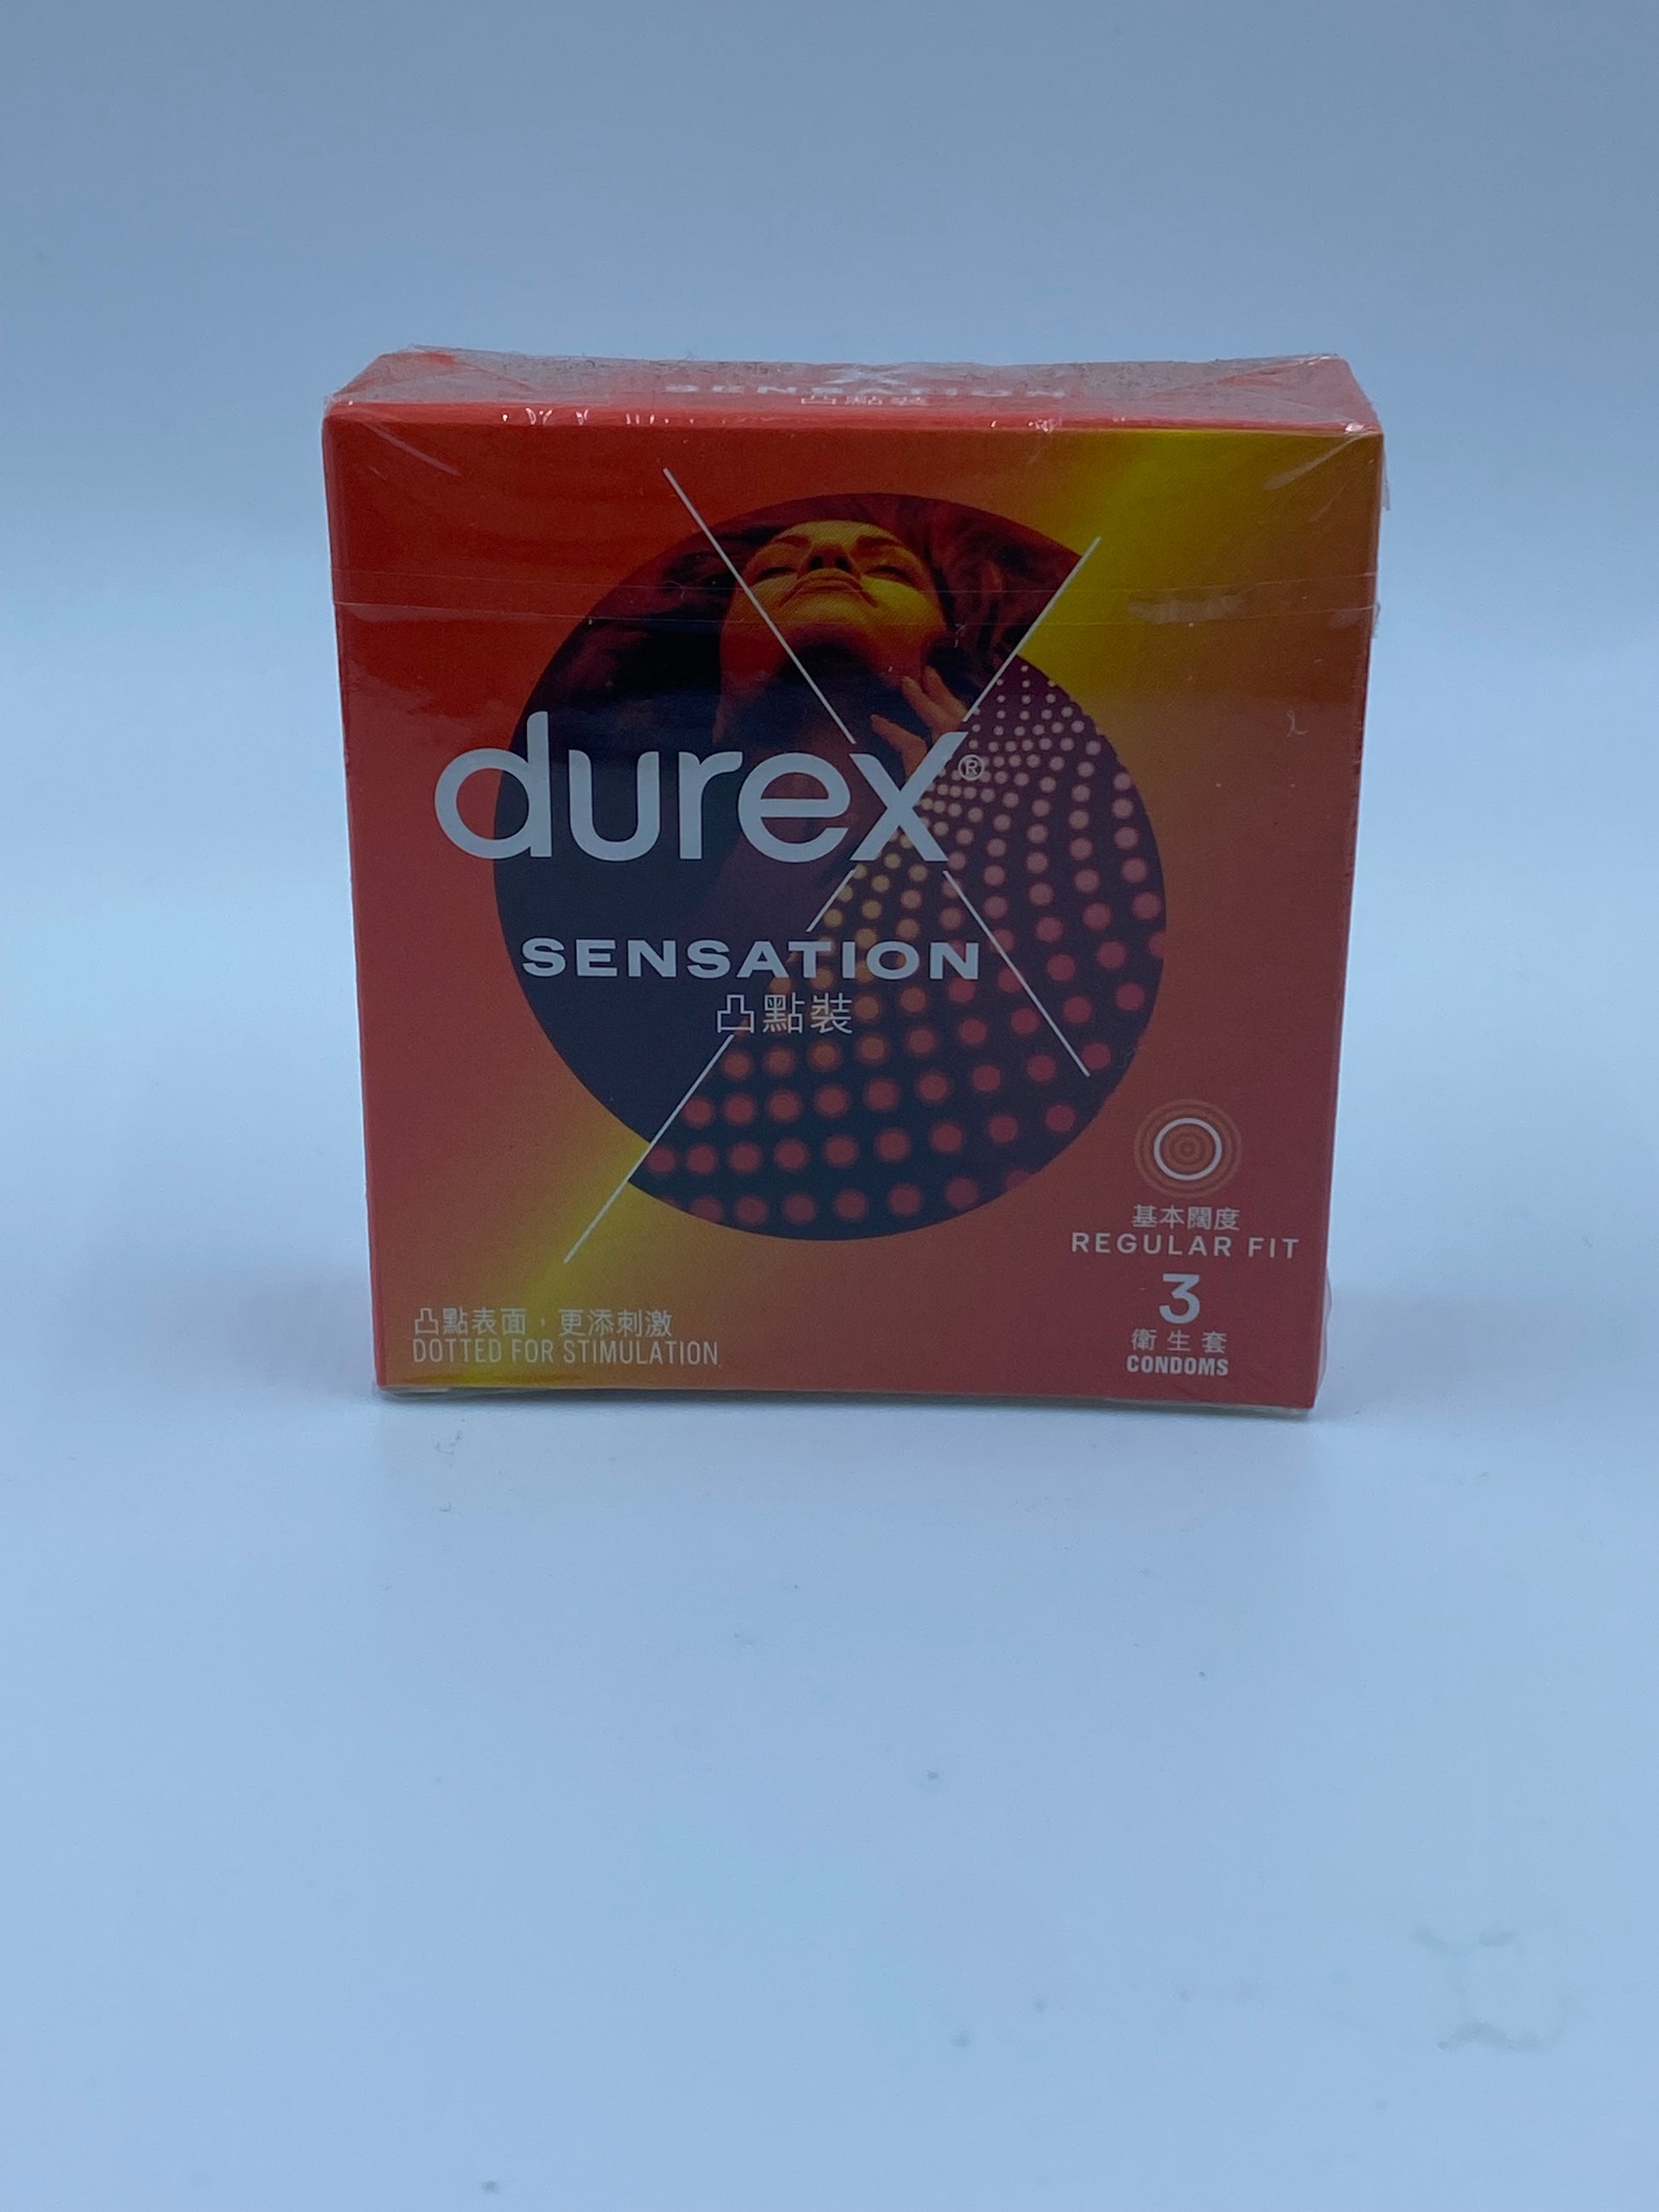 SENSATION
凸點裝
durex®
SENSATION
凸點裝
基本闊度
REGULAR FIT
3
衛生套
CONDOMS
凸點表面，更添刺激
DOTTED FOR STIMULATION